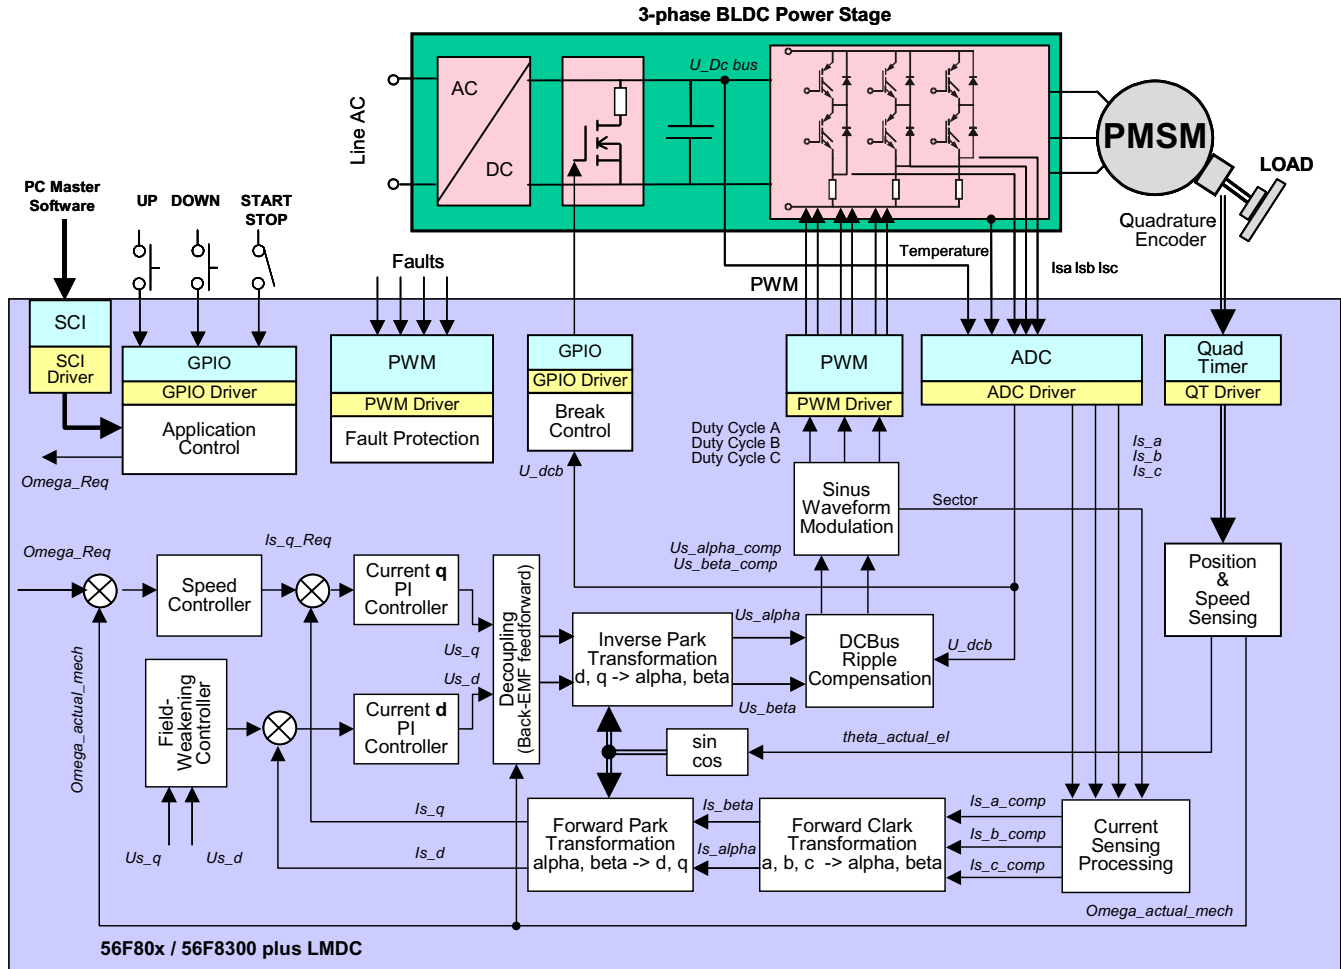 3-phase BLDC Power Stage
U_Dc bus
AC
DC
Line AC
PMSM
LOAD
Quadrature
Encoder
PC Master
Software
UP
DOWN
START
STOP
Faults
PWM
Temperature
Isa Isb Isc
SCI
SCI
Driver
GPIO
GPIO Driver
Application
Control
Omega_Req
PWM
PWM Driver
Fault Protection
GPIO
GPIO Driver
Break
Control
U_dcb
PWM
PWM Driver
Duty Cycle A
Duty Cycle B
Duty Cycle C
ADC
ADC Driver
Is_a
Is_b
Is_c
Quad
Timer
QT Driver
Sinus
Waveform
Modulation
Sector
Us_alpha_comp
Us_beta_comp
Position
&
Speed
Sensing
Omega_Req
Speed
Controller
Is_q_Req
Current q
PI
Controller
Us_q
Us_d
Decoupling
(Back-EMF feedforward)
Inverse Park
Transformation
d, q -> alpha, beta
Us_alpha
Us_beta
DCBus
Ripple
Compensation
U_dcb
Omega_actual_mech
Field-
Weakening
Controller
Current d
PI
Controller
sin
cos
theta_actual_el
Us_q
Us_d
Is_q
Is_d
Forward Park
Transformation
alpha, beta -> d, q
Is_beta
Is_alpha
Forward Clark
Transformation
a, b, c -> alpha, beta
Is_a_comp
Is_b_comp
Is_c_comp
Current
Sensing
Processing
Omega_actual_mech
56F80x / 56F8300 plus LMDC